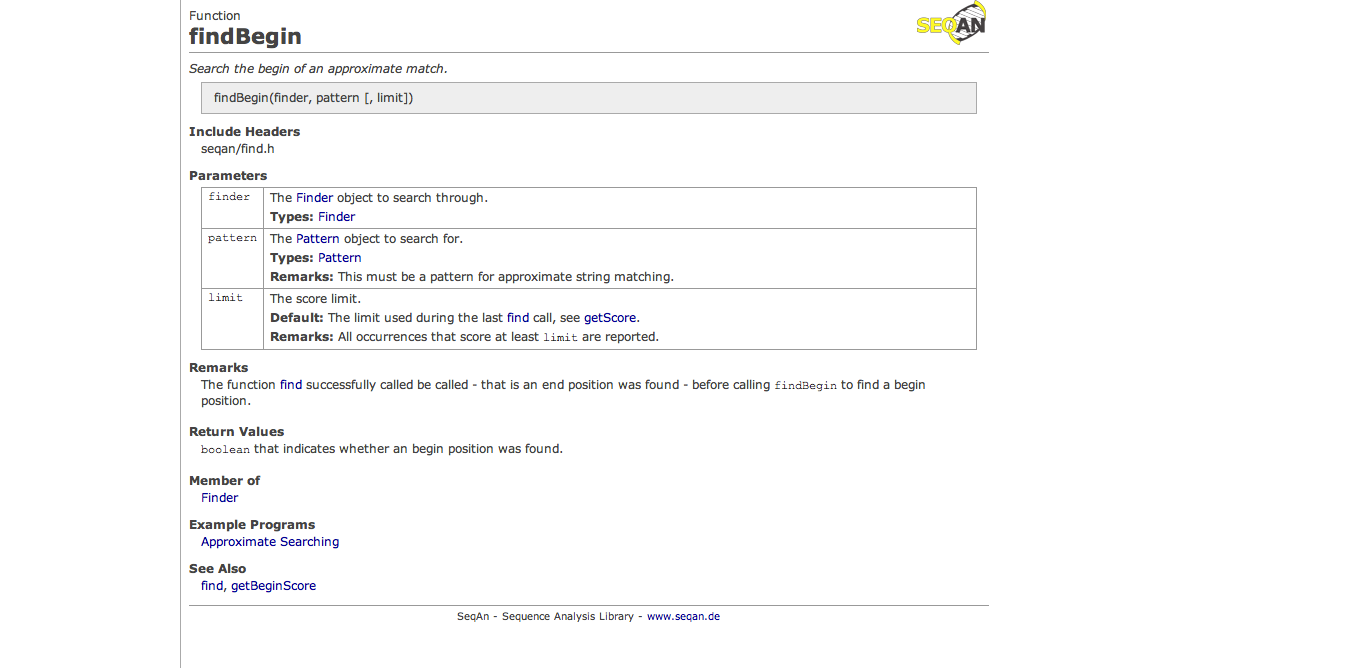 Function
findBegin
SEQAN
Search the begin of an approximate match.
findBegin(finder, pattern [, limit])
Include Headers
seqan/find.h
Parameters
finder The Finder object to search through.
Types: Finder
pattern The Pattern object to search for.
Types: Pattern
Remarks: This must be a pattern for approximate string matching.
limit The score limit.
Default: The limit used during the last find call, see getScore.
Remarks: All occurrences that score at least limit are reported.
Remarks
The function find successfully called be called - that is an end position was found - before calling findBegin to find a begin
position.
Return Values
boolean that indicates whether an begin position was found.
Member of
Finder
Example Programs
Approximate Searching
See Also
find, getBeginScore
SeqAn - Sequence Analysis Library - www.seqan.de